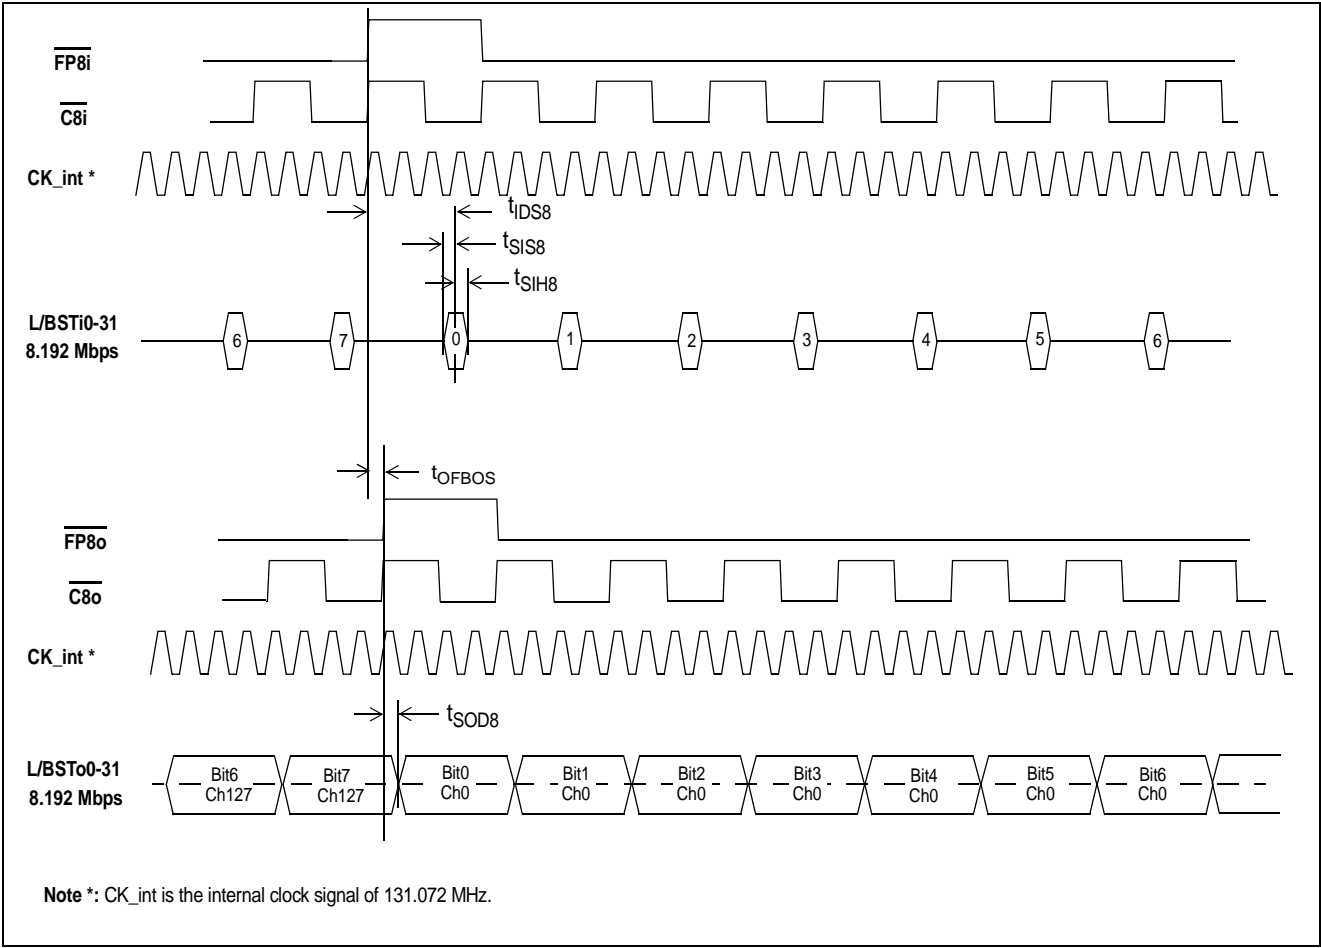 FP8i
C8i
CK_int *
tIDS8
tSIS8
tSIH8
L/BSTi0-31
8.192 Mbps
6 7 0 1 2 3 4 5 6
tOFBOS
FP8o
C8o
CK_int *
tSOD8
L/BSTo0-31
8.192 Mbps
Bit6 Bit7 Bit0 Bit1 Bit2 Bit3 Bit4 Bit5 Bit6
Ch127 Ch127 Ch0 Ch0 Ch0 Ch0 Ch0 Ch0 Ch0
Note *: CK_int is the internal clock signal of 131.072 MHz.